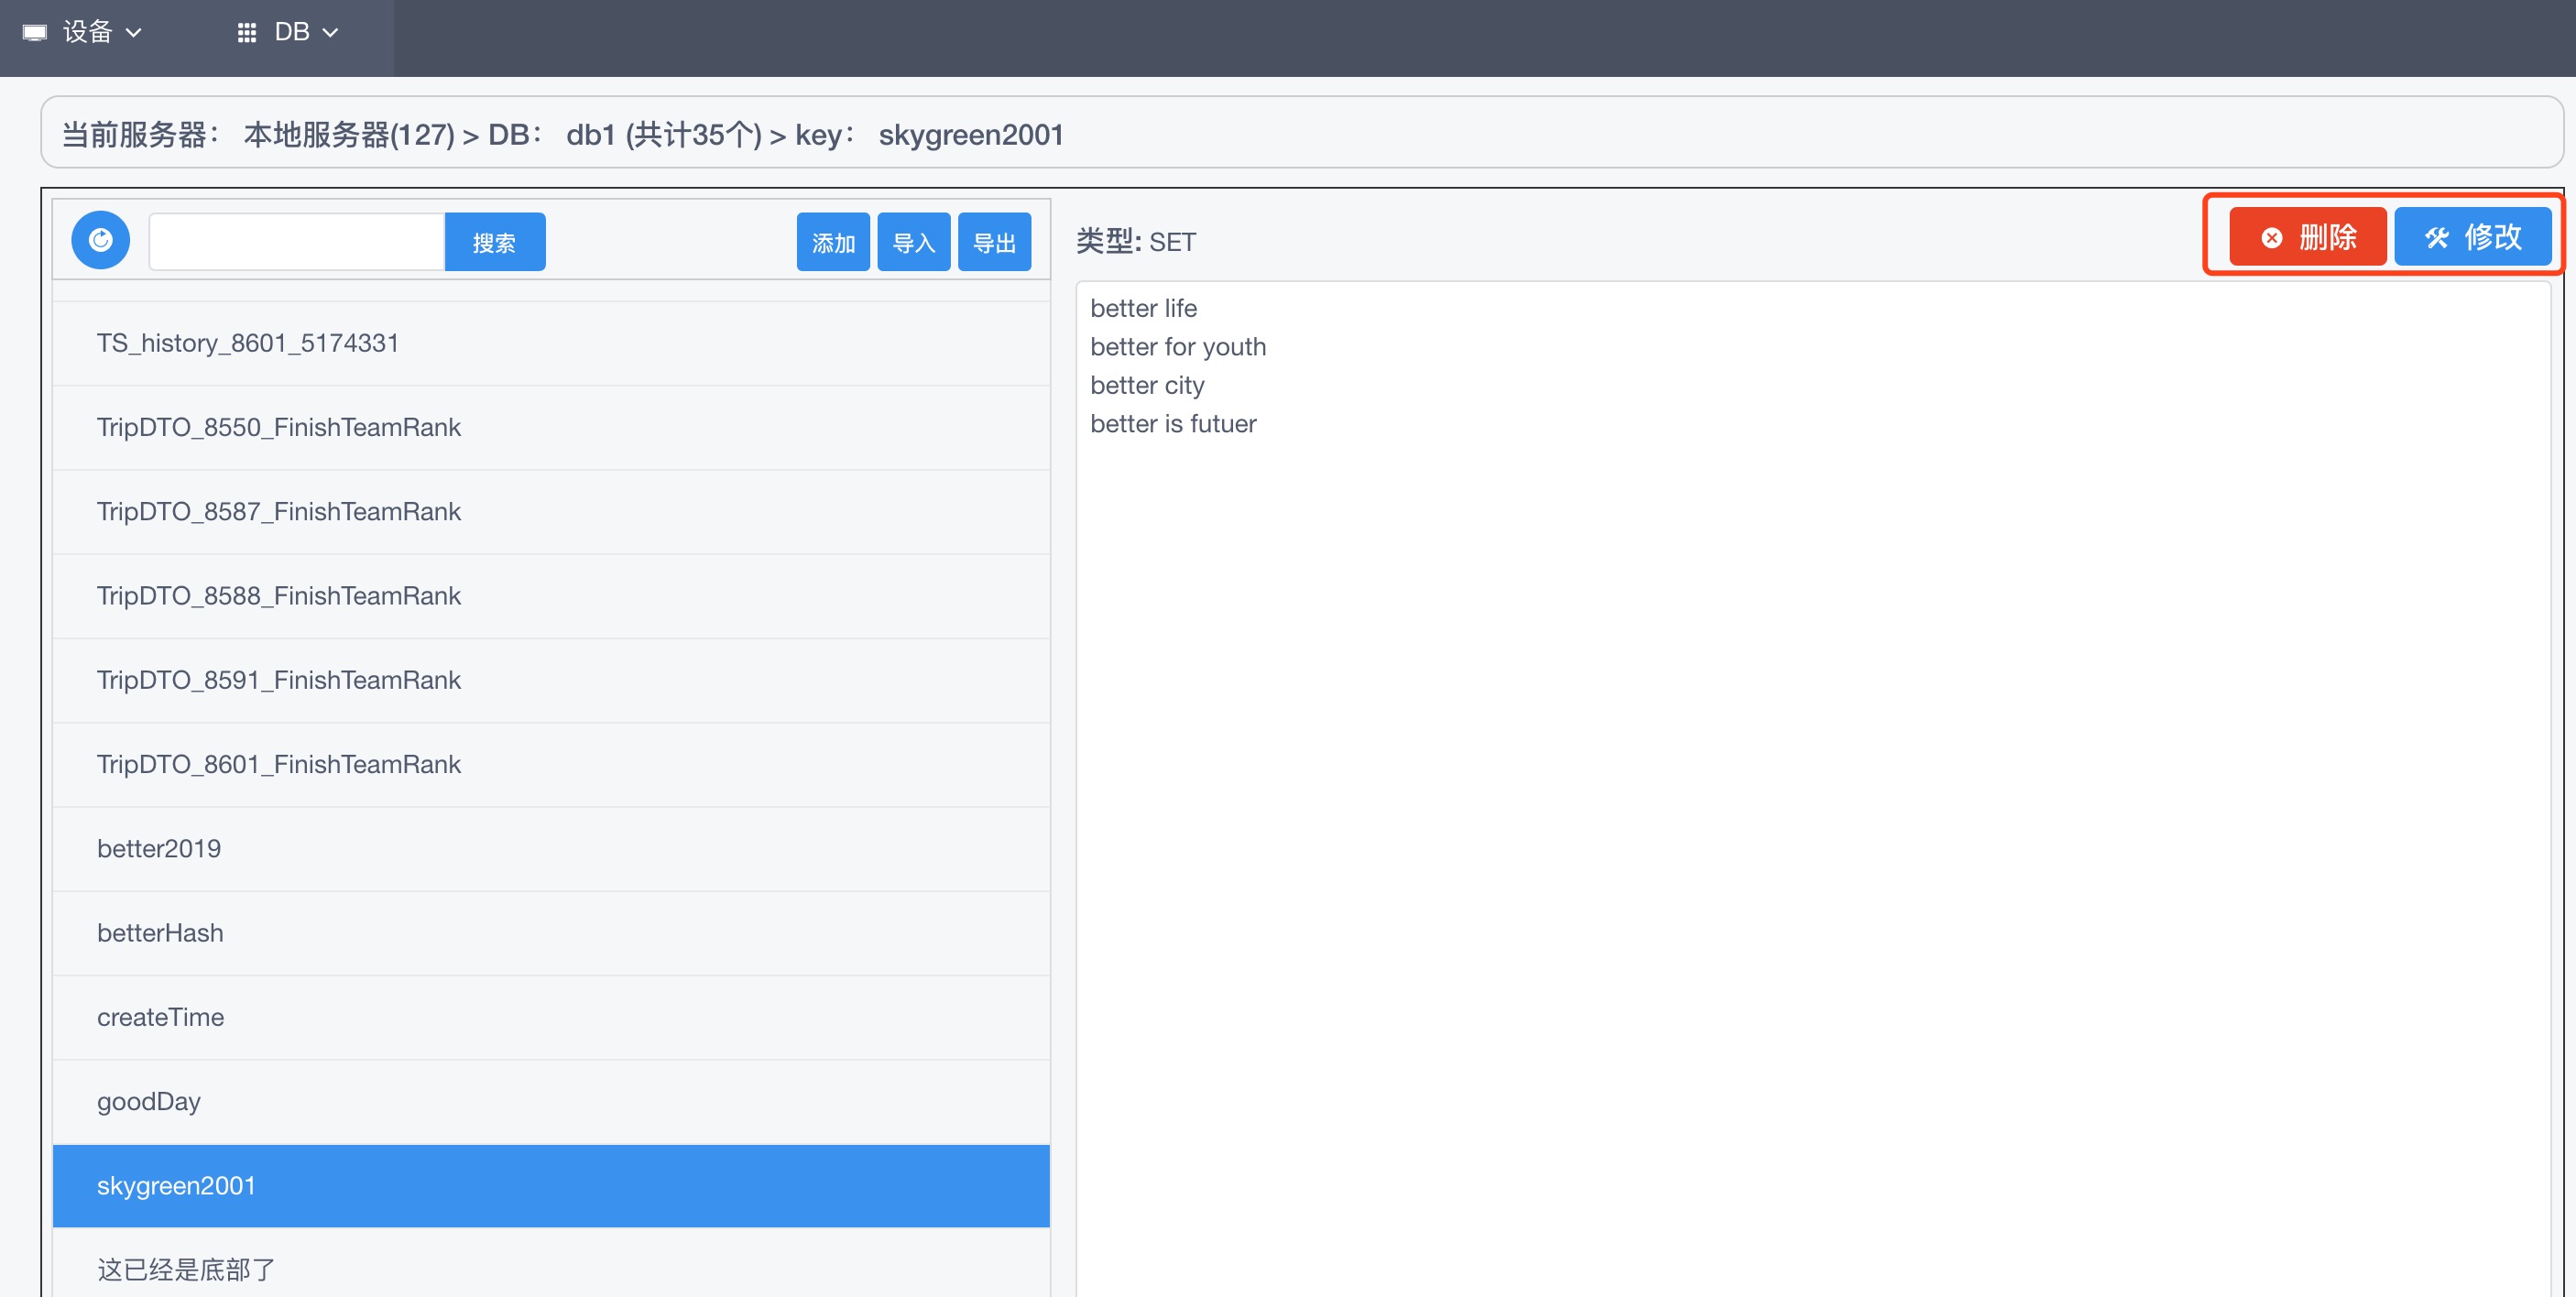 设备 DB
当前服务器： 本地服务器(127) > DB： db1 (共计35个) > key： skygreen2001
搜索 添加 导入 导出
类型: SET 删除 修改
TS_history_8601_5174331
TripDTO_8550_FinishTeamRank
TripDTO_8587_FinishTeamRank
TripDTO_8588_FinishTeamRank
TripDTO_8591_FinishTeamRank
TripDTO_8601_FinishTeamRank
better2019
betterHash
createTime
goodDay
skygreen2001
这已经是底部了
better life
better for youth
better city
better is futuer